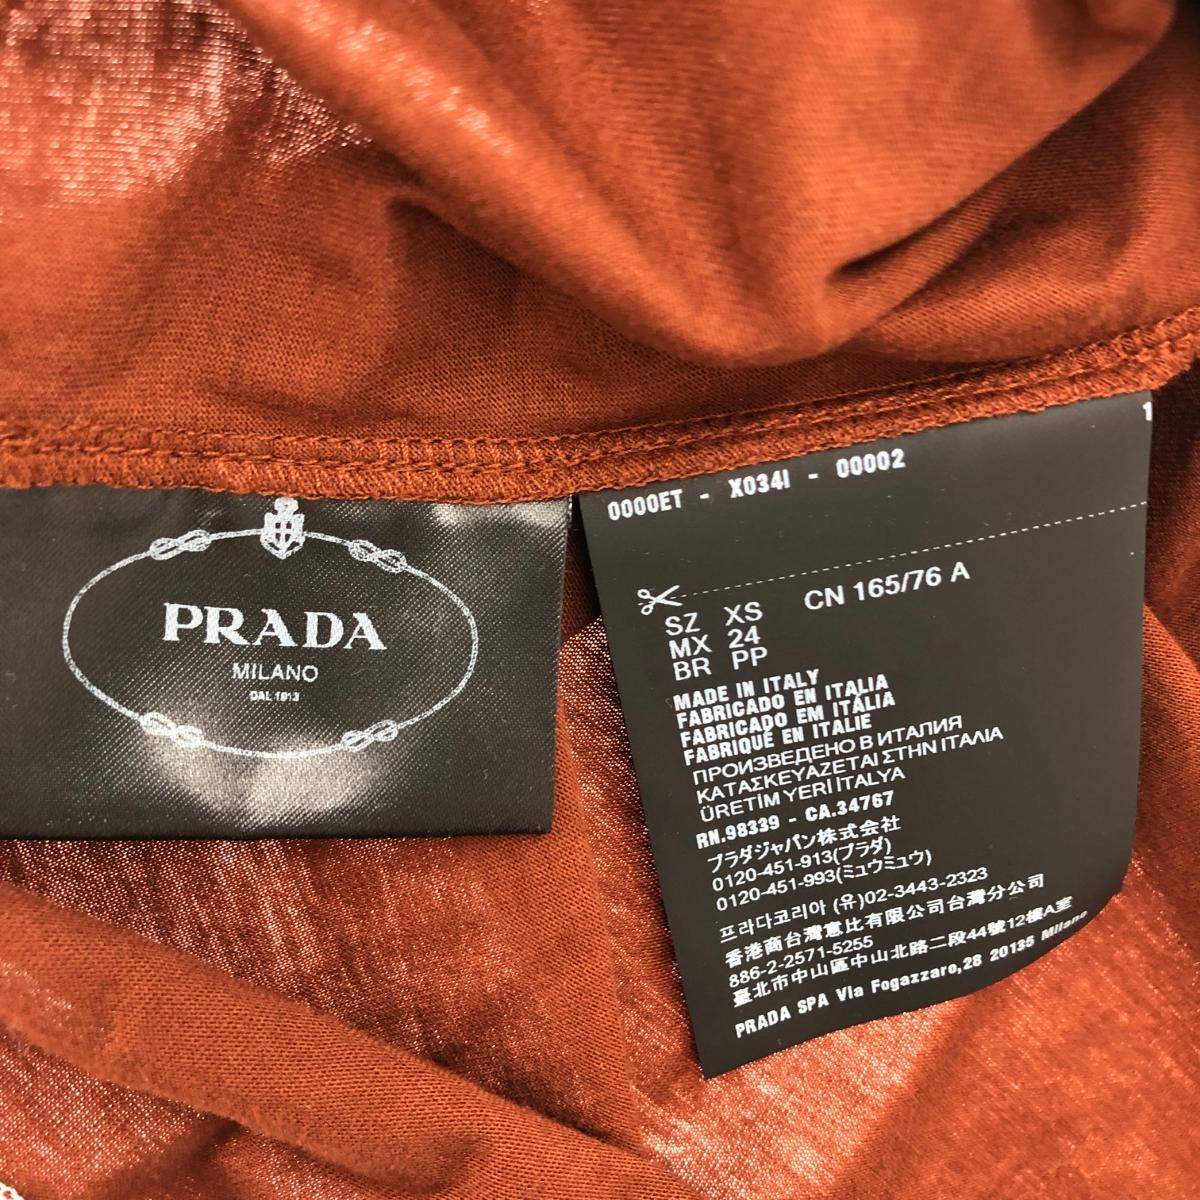 PRADA
MILANO
DAL 1913
1
0000ET - X034I - 00002
SZ XS CN 165/76 A
MX 24
BR PP
MADE IN ITALY
FABRICADO EN ITALIA
FABRICADO EM ITÁLIA
FABRIQUÉ EN ITALIE
ПРОИЗВЕДЕНО В ИТАЛИЯ
ΚΑΤΑΣΚΕΥΑΖΕΤΑΙ ΣΤΗΝ ΙΤΑΛΙΑ
ÜRETİM YERİ İTALYA
RN.98339 - CA.34767
プラダジャパン株式会社
0120-451-913(プラダ)
0120-451-993(ミュウミュウ)
프라다코리아 (유)02-3443-2323
香港商台灣惠比有限公司台灣分公司
886-2-2571-5255
臺北市中山區中山北路二段44號12樓A室
PRADA SPA Via Fogazzaro,28 20135 Milano